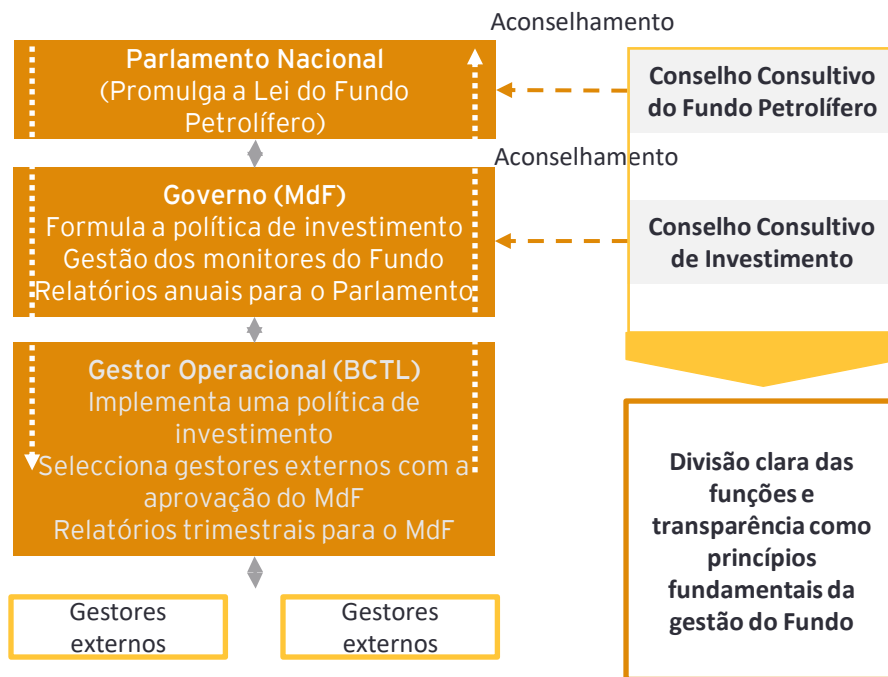 Aconselhamento
Parlamento Nacional
(Promulga a Lei do Fundo
Petrolífero)
Conselho Consultivo
do Fundo Petrolífero
Aconselhamento
Governo (MdF)
Formula a política de investimento
Gestão dos monitores do Fundo
Relatórios anuais para o Parlamento
Conselho Consultivo
de Investimento
Gestor Operacional (BCTL)
Implementa uma política de
investimento
Selecciona gestores externos com a
aprovação do MdF
Relatórios trimestrais para o MdF
Divisão clara das
funções e
transparência como
princípios
fundamentais da
gestão do Fundo
Gestores
externos
Gestores
externos